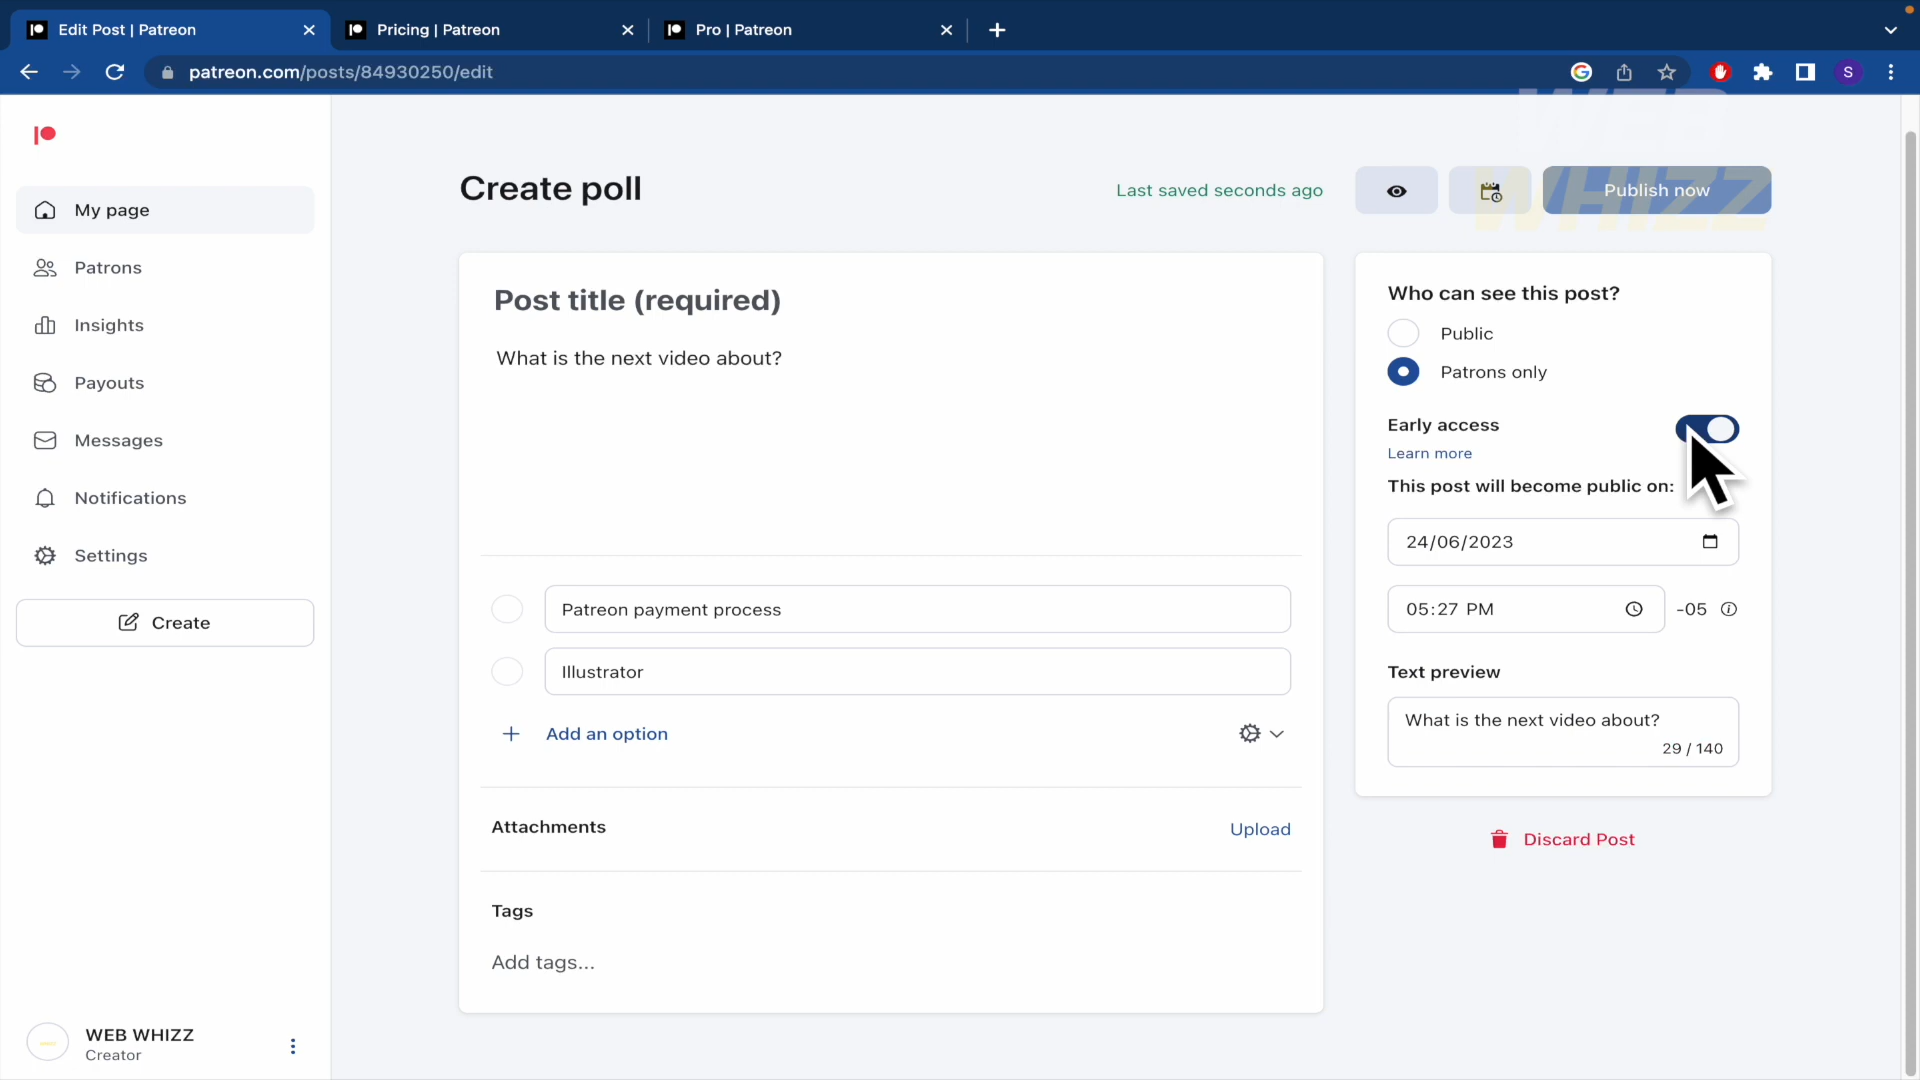 Edit Post | Patreon
Pricing | Patreon
Pro | Patreon
patreon.com/posts/84930250/edit
S
WEB
WHIZZ
My page
Patrons
Insights
Payouts
Messages
Notifications
Settings
Create
WEB WHIZZ
Creator
Create poll
Last saved seconds ago
Publish now
Post title (required)
What is the next video about?
Patreon payment process
Illustrator
Add an option
Attachments
Upload
Tags
Add tags...
Who can see this post?
Public
Patrons only
Early access
Learn more
This post will become public on:
24/06/2023
05:27 PM
-05
Text preview
What is the next video about?
29 / 140
Discard Post